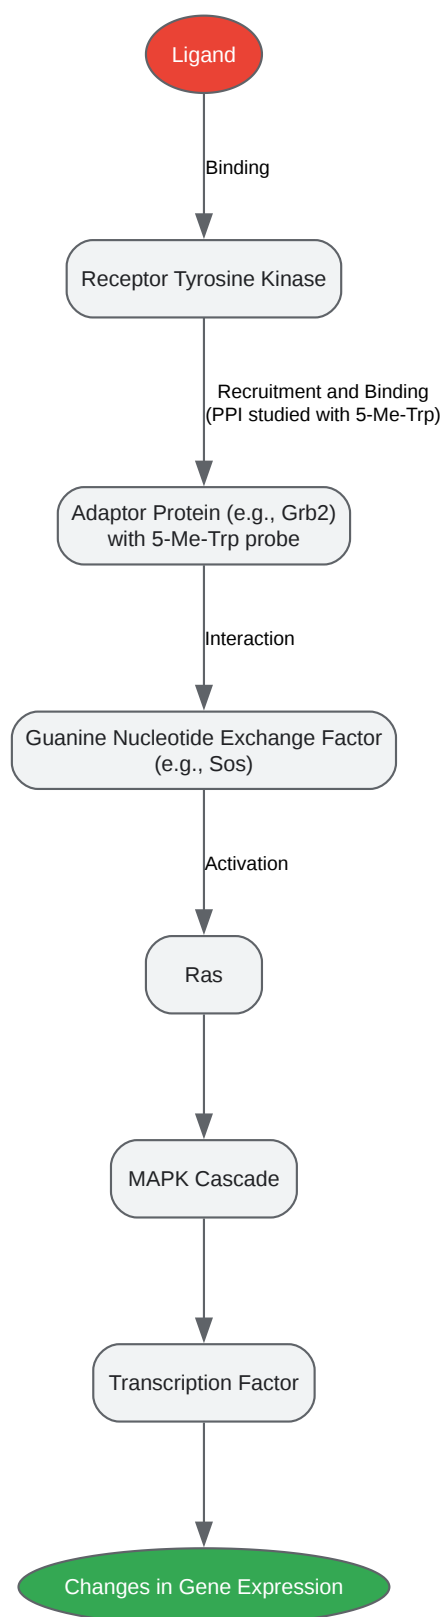 Ligand
Binding
Receptor Tyrosine Kinase
Recruitment and Binding
(PPI studied with 5-Me-Trp)
Adaptor Protein (e.g., Grb2)
with 5-Me-Trp probe
Interaction
Guanine Nucleotide Exchange Factor
(e.g., Sos)
Activation
Ras
MAPK Cascade
Transcription Factor
Changes in Gene Expression